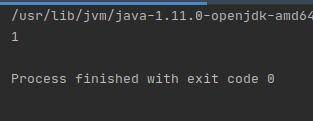 /usr/lib/jvm/java-1.11.0-openjdk-amd64
1
Process finished with exit code 0